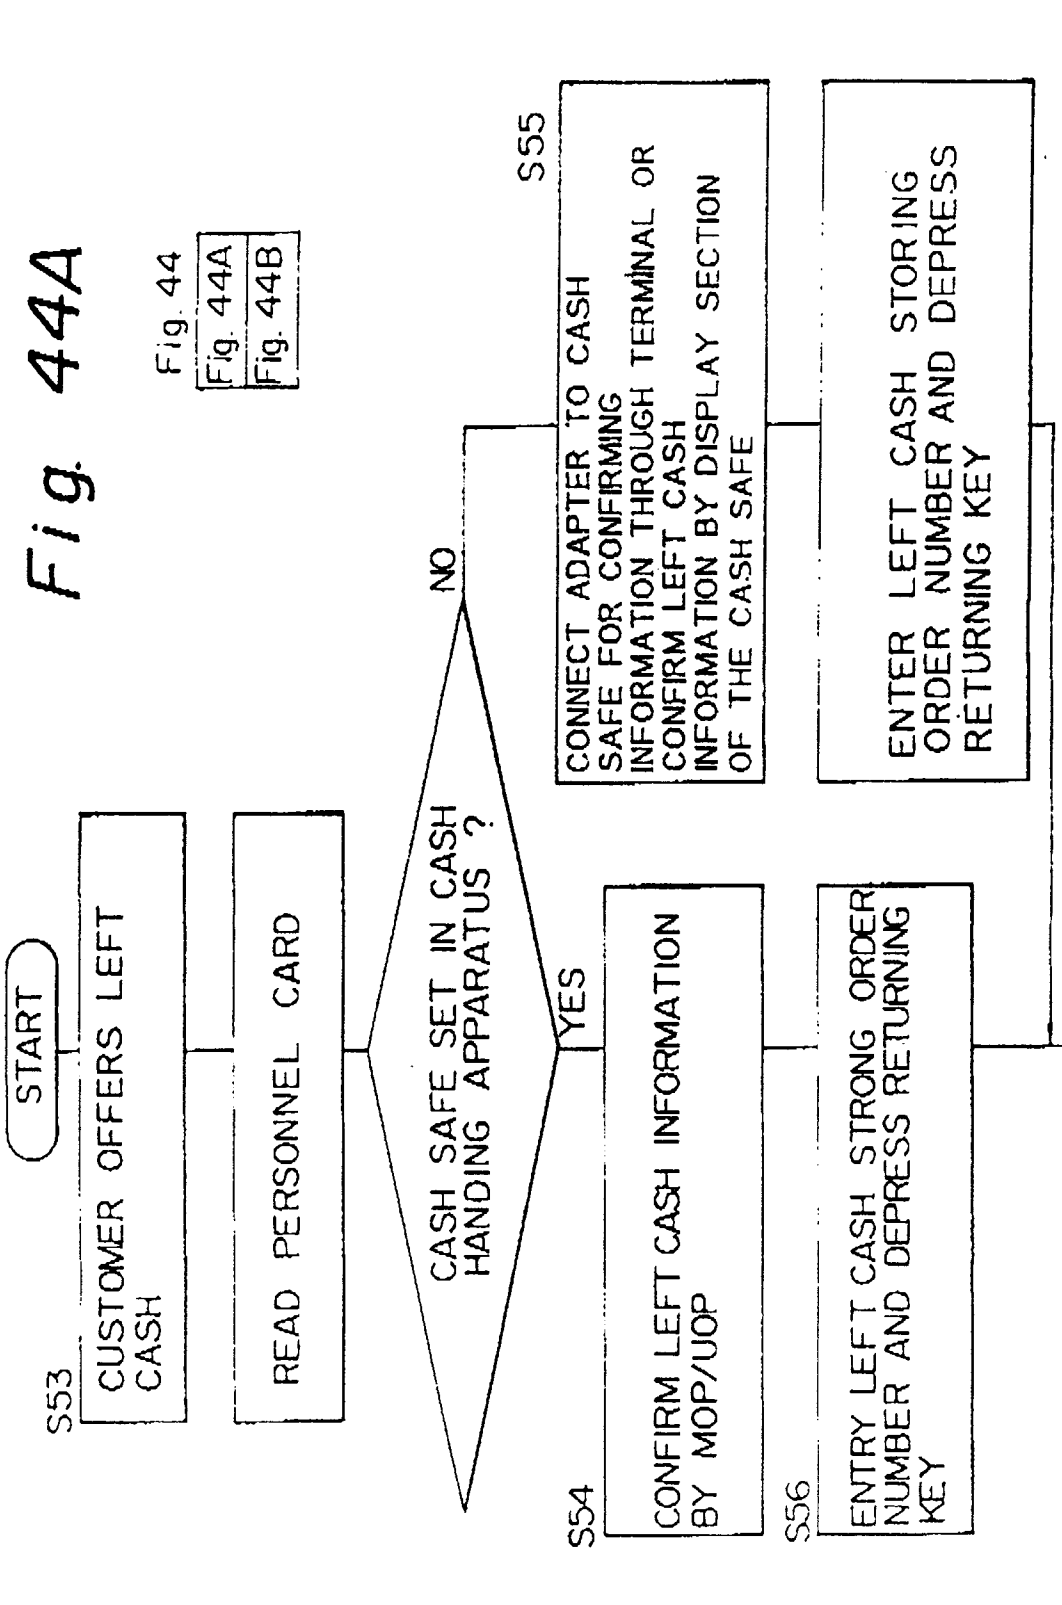 Fig. 44A
Fig. 44
Fig. 44A
Fig. 44B
START
S53
CUSTOMER OFFERS LEFT
CASH
READ PERSONNEL CARD
CASH SAFE SET IN CASH
HANDING APPARATUS ?
NO
YES
S54
CONFIRM LEFT CASH INFORMATION
BY MOP/UOP
S56
ENTRY LEFT CASH STRONG ORDER
NUMBER AND DEPRESS RETURNING
KEY
S55
CONNECT ADAPTER TO CASH
SAFE FOR CONFIRMING
INFORMATION THROUGH TERMINAL OR
CONFIRM LEFT CASH
INFORMATION BY DISPLAY SECTION
OF THE CASH SAFE
ENTER LEFT CASH STORING
ORDER NUMBER AND DEPRESS
RETURNING KEY